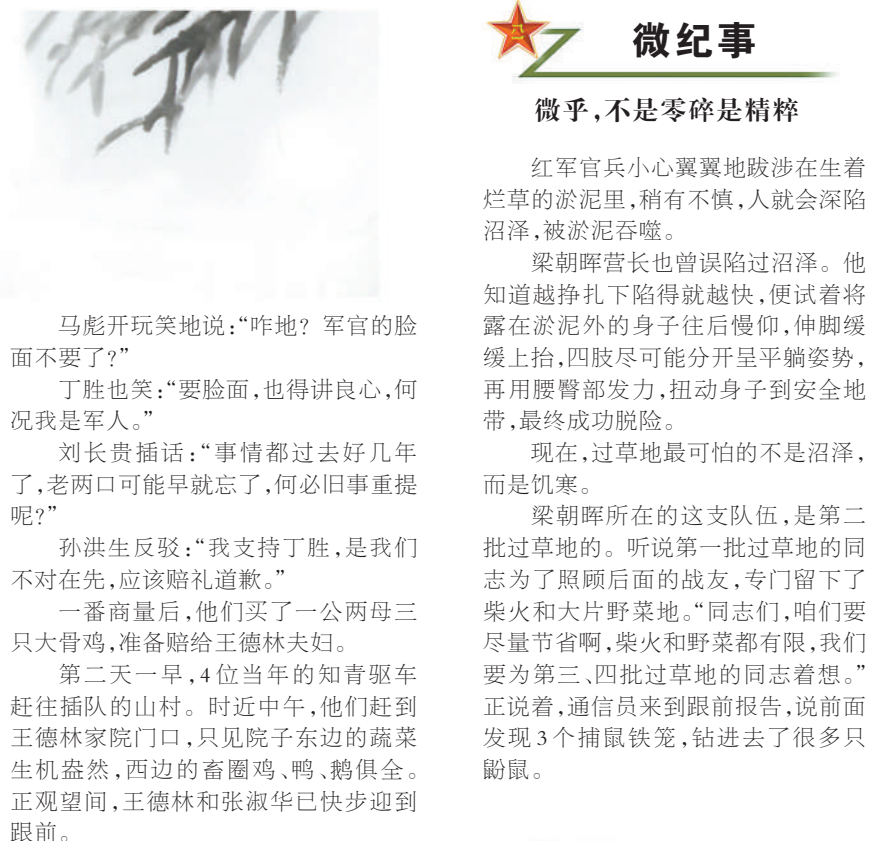 马彪开玩笑地说:“咋地? 军官的脸
面不要了?”
丁胜也笑:“要脸面,也得讲良心,何
况我是军人。”
刘长贵插话:“事情都过去好几年
了,老两口可能早就忘了,何必旧事重提
呢?”
孙洪生反驳:“我支持丁胜,是我们
不对在先,应该赔礼道歉。”
一番商量后,他们买了一公两母三
只大骨鸡,准备赔给王德林夫妇。
第二天一早,4位当年的知青驱车
赶往插队的山村。时近中午,他们赶到
王德林家院门口,只见院子东边的蔬菜
生机盎然,西边的畜圈鸡、鸭、鹅俱全。
正观望间,王德林和张淑华已快步迎到
跟前。
八一
微纪事
微乎,不是零碎是精粹
红军官兵小心翼翼地跋涉在生着
烂草的淤泥里,稍有不慎,人就会深陷
沼泽,被淤泥吞噬。
梁朝晖营长也曾误陷过沼泽。他
知道越挣扎下陷得就越快,便试着将
露在淤泥外的身子往后慢仰,伸脚缓
缓上抬,四肢尽可能分开呈平躺姿势,
再用腰臀部发力,扭动身子到安全地
带,最终成功脱险。
现在,过草地最可怕的不是沼泽,
而是饥寒。
梁朝晖所在的这支队伍,是第二
批过草地的。听说第一批过草地的同
志为了照顾后面的战友,专门留下了
柴火和大片野菜地。“同志们,咱们要
尽量节省啊,柴火和野菜都有限,我们
要为第三、四批过草地的同志着想。”
正说着,通信员来到跟前报告,说前面
发现3个捕鼠铁笼,钻进去了很多只
鼢鼠。